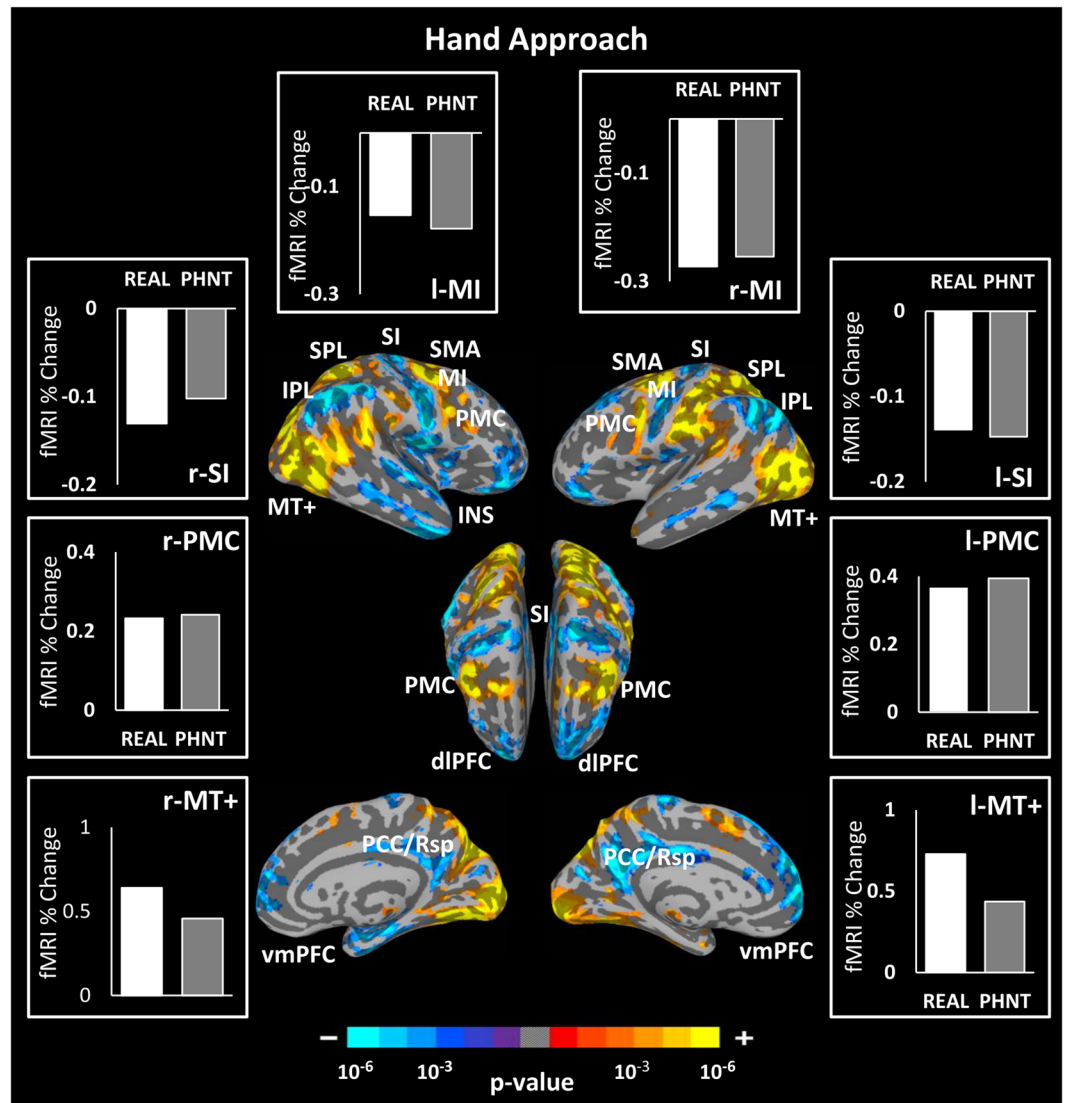 Hand Approach
REAL PHNT
fMRI % Change
-0.1
-0.3
l-MI
REAL PHNT
fMRI % Change
-0.1
-0.3
r-MI
REAL PHNT
fMRI % Change
0
-0.1
-0.2
r-SI
REAL PHNT
fMRI % Change
0
-0.1
-0.2
l-SI
SPL
SI
SMA
MI
IPL
PMC
MT+
INS
SMA
SI
MI
SPL
PMC
IPL
MT+
r-PMC
fMRI % Change
0.4
0.2
0
REAL PHNT
l-PMC
fMRI % Change
0.4
0.2
0
REAL PHNT
SI
PMC
PMC
dlPFC
dlPFC
r-MT+
fMRI % Change
1
0.5
0
l-MT+
fMRI % Change
1
0.5
0
REAL PHNT
PCC/Rsp
PCC/Rsp
vmPFC
vmPFC
− +
10-6 10-3 10-3 10-6
p-value